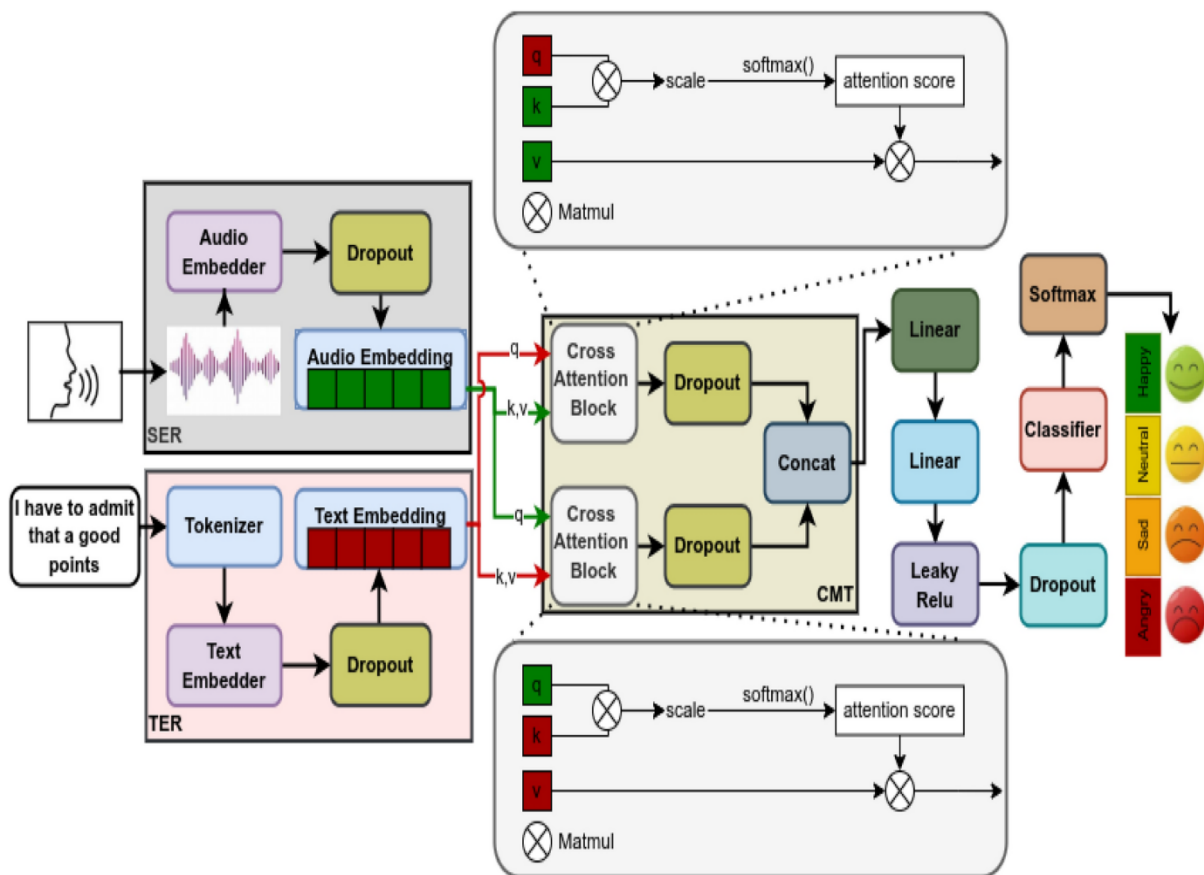 q
k
v
scale
softmax()
attention score
Matmul
Audio
Embedder
Dropout
Audio Embedding
SER
I have to admit
that a good
points
Tokenizer
Text Embedding
Text
Embedder
Dropout
TER
q
k,v
q
k,v
Cross
Attention
Block
Dropout
Cross
Attention
Block
Dropout
Concat
CMT
Linear
Linear
Leaky
Relu
Dropout
Classifier
Softmax
Happy
Neutral
Sad
Angry
q
k
v
scale
softmax()
attention score
Matmul